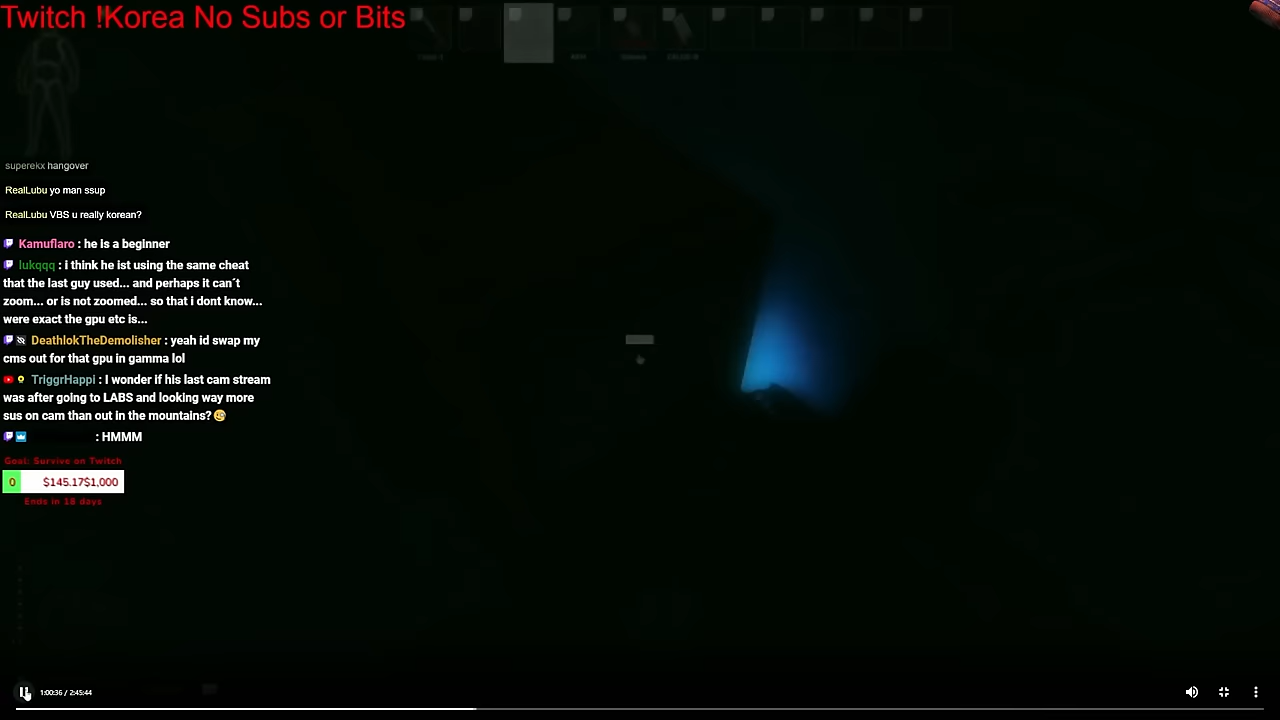 Twitch !Korea No Subs or Bits
superekx hangover
RealLubu yo man ssup
RealLubu VBS u really korean?
Kamuflaro : he is a beginner
lukqqq : i think he ist using the same cheat
that the last guy used... and perhaps it can´t
zoom... or is not zoomed... so that i dont know...
were exact the gpu etc is...
DeathlokTheDemolisher : yeah id swap my
cms out for that gpu in gamma lol
TriggrHappi : I wonder if his last cam stream
was after going to LABS and looking way more
sus on cam than out in the mountains?
: HMMM
Goal: Survive on Twitch
0 $145.17$1,000
Ends in 18 days
1:00:36 / 2:45:44